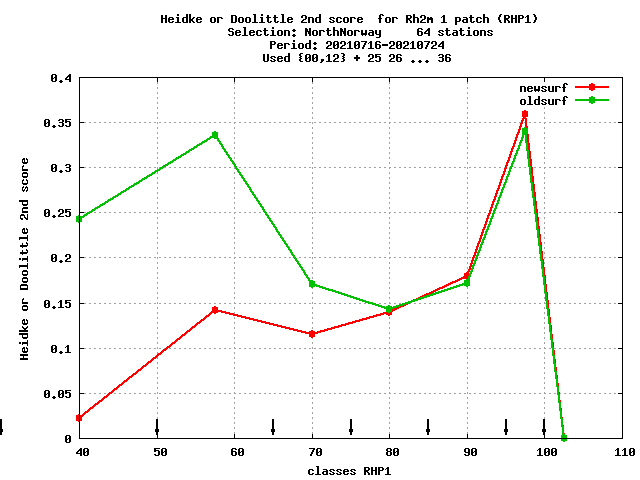 Heidke or Doolittle 2nd score  for Rh2m 1 patch (RHP1)
Selection: NorthNorway     64 stations
Period: 20210716-20210724
Used {00,12} + 25 26 ... 36
newsurf
oldsurf
Heidke or Doolittle 2nd score
0.4
0.35
0.3
0.25
0.2
0.15
0.1
0.05
0
40 50 60 70 80 90 100 110
classes RHP1